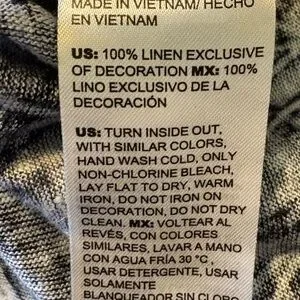 MADE IN VIETNAM/ HECHO
EN VIETNAM
US: 100% LINEN EXCLUSIVE
OF DECORATION MX: 100%
LINO EXCLUSIVO DE LA
DECORACIÓN
US: TURN INSIDE OUT,
WITH SIMILAR COLORS,
HAND WASH COLD, ONLY
NON-CHLORINE BLEACH,
LAY FLAT TO DRY, WARM
IRON, DO NOT IRON ON
DECORATION, DO NOT DRY
CLEAN. MX: VOLTEAR AL
REVÉS, CON COLORES
SIMILARES, LAVAR A MANO
CON AGUA FRÍA 30 °C ,
USAR DETERGENTE, USAR
SOLAMENTE
BLANQUEADOR SIN CLORO